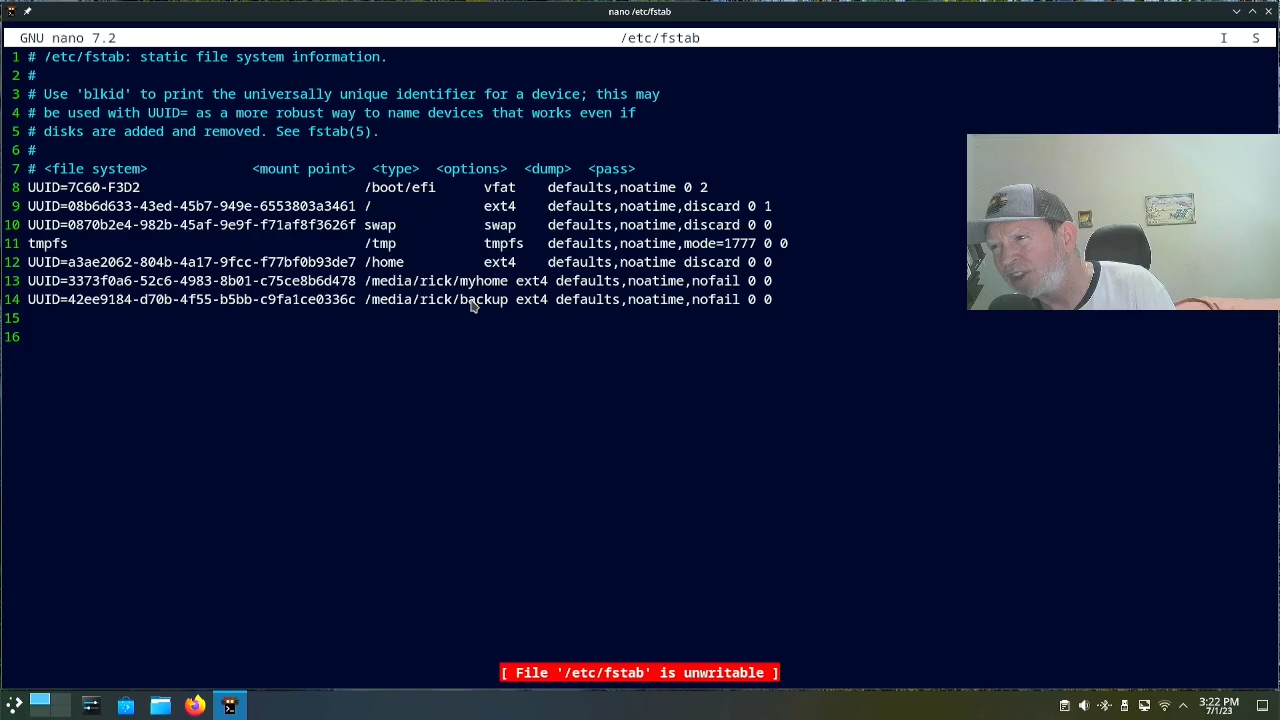 nano /etc/fstab
GNU nano 7.2 /etc/fstab I S
1 # /etc/fstab: static file system information.
2 #
3 # Use 'blkid' to print the universally unique identifier for a device; this may
4 # be used with UUID= as a more robust way to name devices that works even if
5 # disks are added and removed. See fstab(5).
6 #
7 # <file system> <mount point> <type> <options> <dump> <pass>
8 UUID=7C60-F3D2 /boot/efi vfat defaults,noatime 0 2
9 UUID=08b6d633-43ed-45b7-949e-6553803a3461 / ext4 defaults,noatime,discard 0 1
10 UUID=0870b2e4-982b-45af-9e9f-f71af8f3626f swap swap defaults,noatime,discard 0 0
11 tmpfs /tmp tmpfs defaults,noatime,mode=1777 0 0
12 UUID=a3ae2062-804b-4a17-9fcc-f77bf0b93de7 /home ext4 defaults,noatime discard 0 0
13 UUID=3373f0a6-52c6-4983-8b01-c75ce8b6d478 /media/rick/myhome ext4 defaults,noatime,nofail 0 0
14 UUID=42ee9184-d70b-4f55-b5bb-c9fa1ce0336c /media/rick/backup ext4 defaults,noatime,nofail 0 0
15
16
[ File '/etc/fstab' is unwritable ]
3:22 PM
7/1/23